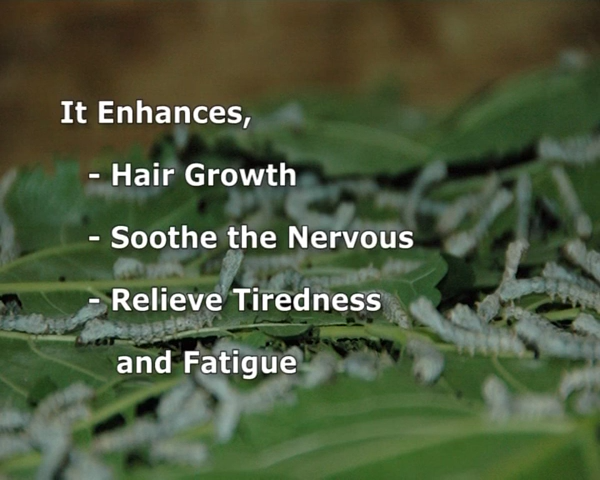 It Enhances,
- Hair Growth
- Soothe the Nervous
- Relieve Tiredness
and Fatigue